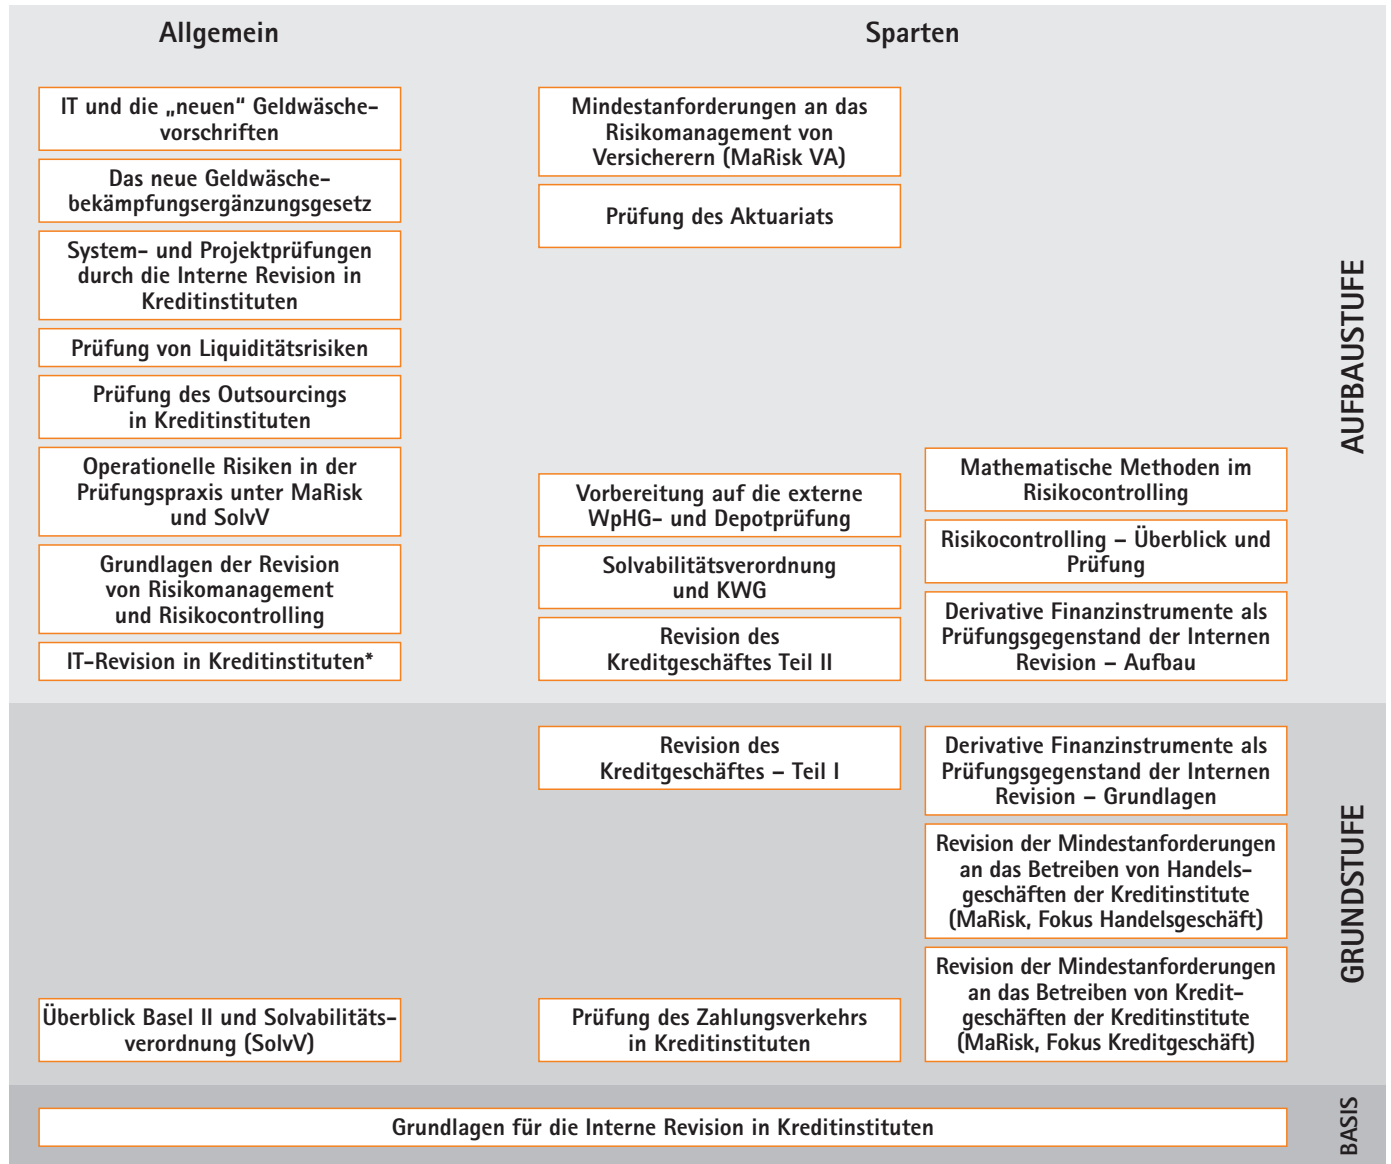 Allgemein
Sparten
IT und die „neuen“ Geldwäsche-
vorschriften
Das neue Geldwäsche-
bekämpfungsergänzungsgesetz
System- und Projektprüfungen
durch die Interne Revision in
Kreditinstituten
Prüfung von Liquiditätsrisiken
Prüfung des Outsourcings
in Kreditinstituten
Operationelle Risiken in der
Prüfungspraxis unter MaRisk
und SolvV
Grundlagen der Revision
von Risikomanagement
und Risikocontrolling
IT-Revision in Kreditinstituten*
Mindestanforderungen an das
Risikomanagement von
Versicherern (MaRisk VA)
Prüfung des Aktuariats
Vorbereitung auf die externe
WpHG- und Depotprüfung
Solvabilitätsverordnung
und KWG
Revision des
Kreditgeschäftes Teil II
Mathematische Methoden im
Risikocontrolling
Risikocontrolling – Überblick und
Prüfung
Derivative Finanzinstrumente als
Prüfungsgegenstand der Internen
Revision – Aufbau
AUFBAUSTUFE
Überblick Basel II und Solvabilitäts-
verordnung (SolvV)
Revision des
Kreditgeschäftes – Teil I
Prüfung des Zahlungsverkehrs
in Kreditinstituten
Derivative Finanzinstrumente als
Prüfungsgegenstand der Internen
Revision – Grundlagen
Revision der Mindestanforderungen
an das Betreiben von Handels-
geschäften der Kreditinstitute
(MaRisk, Fokus Handelsgeschäft)
Revision der Mindestanforderungen
an das Betreiben von Kredit-
geschäften der Kreditinstitute
(MaRisk, Fokus Kreditgeschäft)
GRUNDSTUFE
Grundlagen für die Interne Revision in Kreditinstituten
BASIS